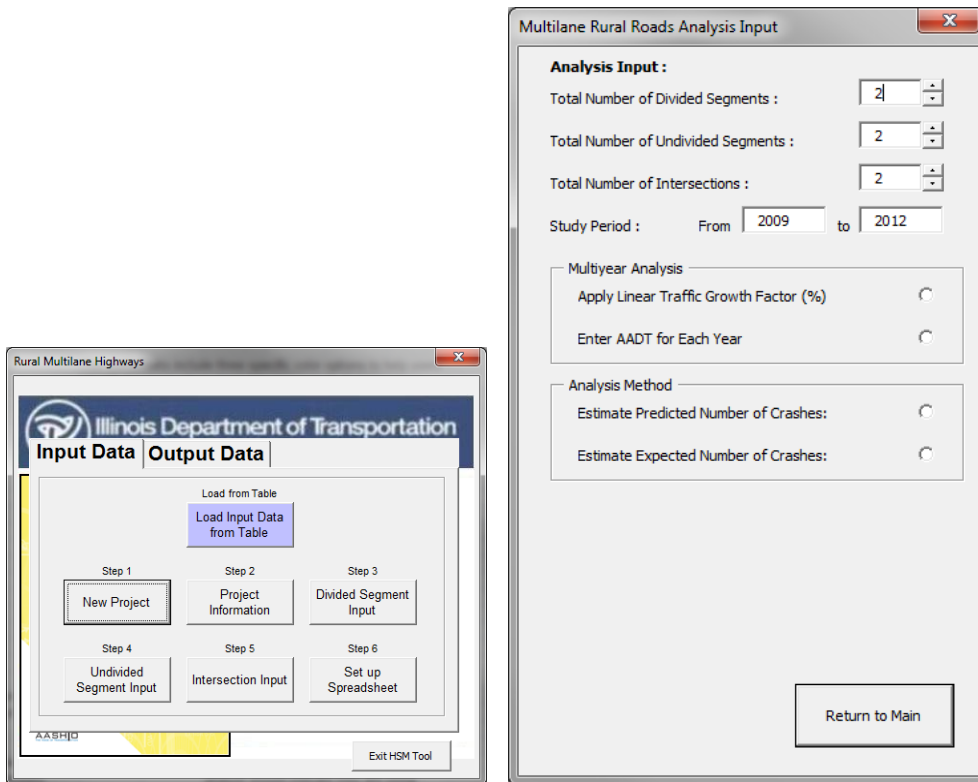 Rural Multilane Highways
Illinois Department of Transportation
Input Data Output Data
Load from Table
Load Input Data
from Table
Step 1 Step 2 Step 3
New Project
Project
Information
Divided Segment
Input
Step 4 Step 5 Step 6
Undivided
Segment Input
Intersection Input
Set up
Spreadsheet
AASHTO
Exit HSM Tool
Multilane Rural Roads Analysis Input
Analysis Input :
Total Number of Divided Segments : 2
Total Number of Undivided Segments : 2
Total Number of Intersections : 2
Study Period : From 2009 to 2012
Multiyear Analysis
Apply Linear Traffic Growth Factor (%)
Enter AADT for Each Year
Analysis Method
Estimate Predicted Number of Crashes:
Estimate Expected Number of Crashes:
Return to Main